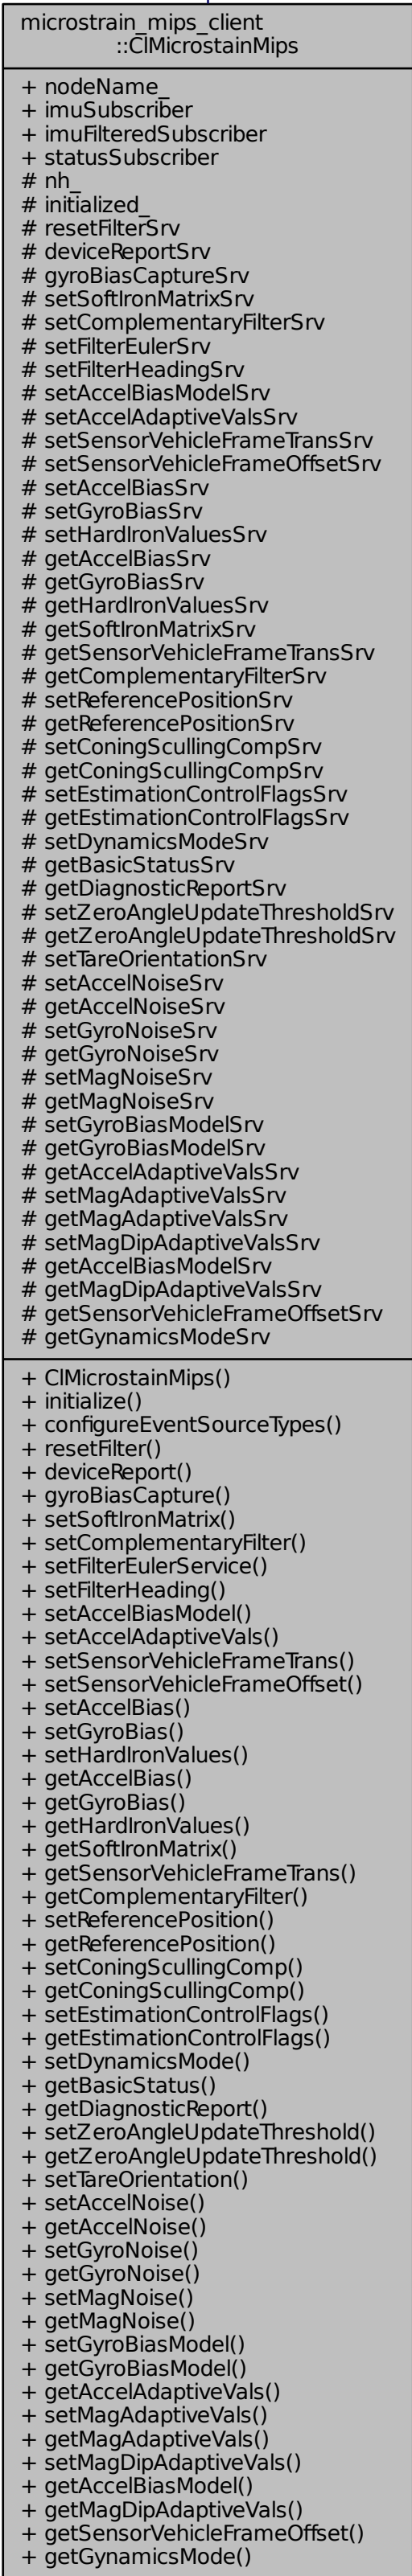 microstrain_mips_client
::ClMicrostainMips
+ nodeName_
+ imuSubscriber
+ imuFilteredSubscriber
+ statusSubscriber
# nh_
# initialized_
# resetFilterSrv
# deviceReportSrv
# gyroBiasCaptureSrv
# setSoftIronMatrixSrv
# setComplementaryFilterSrv
# setFilterEulerSrv
# setFilterHeadingSrv
# setAccelBiasModelSrv
# setAccelAdaptiveValsSrv
# setSensorVehicleFrameTransSrv
# setSensorVehicleFrameOffsetSrv
# setAccelBiasSrv
# setGyroBiasSrv
# setHardIronValuesSrv
# getAccelBiasSrv
# getGyroBiasSrv
# getHardIronValuesSrv
# getSoftIronMatrixSrv
# getSensorVehicleFrameTransSrv
# getComplementaryFilterSrv
# setReferencePositionSrv
# getReferencePositionSrv
# setConingScullingCompSrv
# getConingScullingCompSrv
# setEstimationControlFlagsSrv
# getEstimationControlFlagsSrv
# setDynamicsModeSrv
# getBasicStatusSrv
# getDiagnosticReportSrv
# setZeroAngleUpdateThresholdSrv
# getZeroAngleUpdateThresholdSrv
# setTareOrientationSrv
# setAccelNoiseSrv
# getAccelNoiseSrv
# setGyroNoiseSrv
# getGyroNoiseSrv
# setMagNoiseSrv
# getMagNoiseSrv
# setGyroBiasModelSrv
# getGyroBiasModelSrv
# getAccelAdaptiveValsSrv
# setMagAdaptiveValsSrv
# getMagAdaptiveValsSrv
# setMagDipAdaptiveValsSrv
# getAccelBiasModelSrv
# getMagDipAdaptiveValsSrv
# getSensorVehicleFrameOffsetSrv
# getGynamicsModeSrv
+ ClMicrostainMips()
+ initialize()
+ configureEventSourceTypes()
+ resetFilter()
+ deviceReport()
+ gyroBiasCapture()
+ setSoftIronMatrix()
+ setComplementaryFilter()
+ setFilterEulerService()
+ setFilterHeading()
+ setAccelBiasModel()
+ setAccelAdaptiveVals()
+ setSensorVehicleFrameTrans()
+ setSensorVehicleFrameOffset()
+ setAccelBias()
+ setGyroBias()
+ setHardIronValues()
+ getAccelBias()
+ getGyroBias()
+ getHardIronValues()
+ getSoftIronMatrix()
+ getSensorVehicleFrameTrans()
+ getComplementaryFilter()
+ setReferencePosition()
+ getReferencePosition()
+ setConingScullingComp()
+ getConingScullingComp()
+ setEstimationControlFlags()
+ getEstimationControlFlags()
+ setDynamicsMode()
+ getBasicStatus()
+ getDiagnosticReport()
+ setZeroAngleUpdateThreshold()
+ getZeroAngleUpdateThreshold()
+ setTareOrientation()
+ setAccelNoise()
+ getAccelNoise()
+ setGyroNoise()
+ getGyroNoise()
+ setMagNoise()
+ getMagNoise()
+ setGyroBiasModel()
+ getGyroBiasModel()
+ getAccelAdaptiveVals()
+ setMagAdaptiveVals()
+ getMagAdaptiveVals()
+ setMagDipAdaptiveVals()
+ getAccelBiasModel()
+ getMagDipAdaptiveVals()
+ getSensorVehicleFrameOffset()
+ getGynamicsMode()